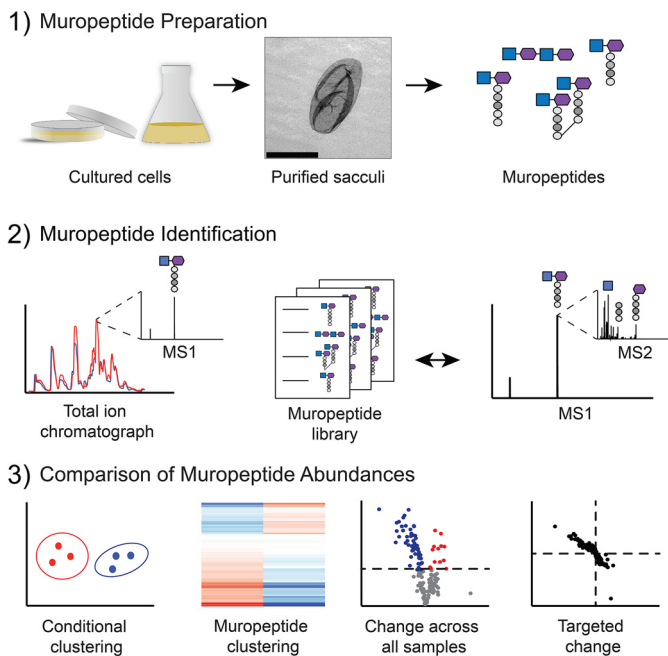 1) Muropeptide Preparation
Cultured cells
Purified sacculi
Muropeptides
2) Muropeptide Identification
MS1
Total ion
chromatograph
Muropeptide
library
MS2
MS1
3) Comparison of Muropeptide Abundances
Conditional
clustering
Muropeptide
clustering
Change across
all samples
Targeted
change